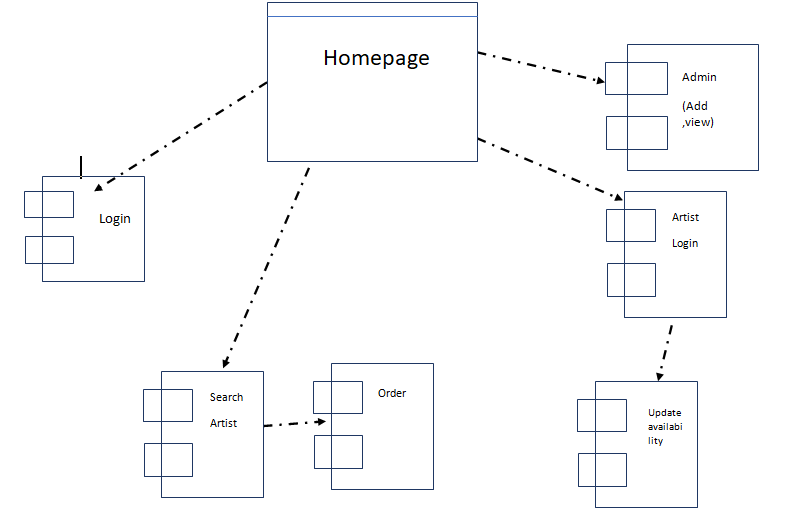 Homepage
Admin
(Add
,view)
Login
Artist
Login
Search
Artist
Order
Update
availabi
lity